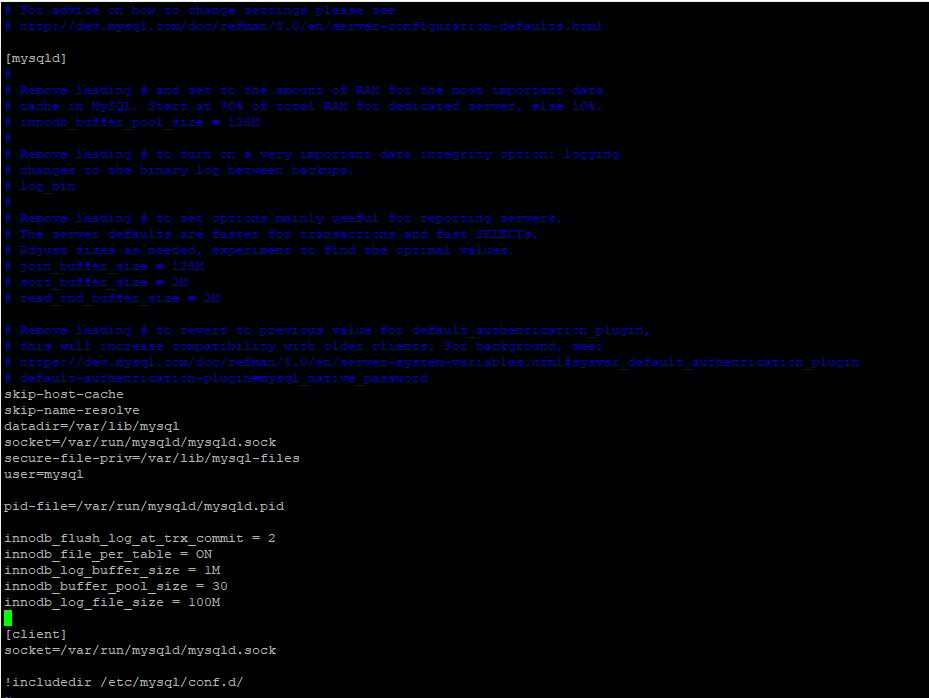 # For advice on how to change settings please see
# http://dev.mysql.com/doc/refman/8.0/en/server-configuration-defaults.html
[mysqld]
#
# Remove leading # and set to the amount of RAM for the most important data
# cache in MySQL. Start at 70% of total RAM for dedicated server, else 10%.
# innodb_buffer_pool_size = 128M
#
# Remove leading # to turn on a very important data integrity option: logging
# changes to the binary log between backups.
# log_bin
#
# Remove leading # to set options mainly useful for reporting servers.
# The server defaults are faster for transactions and fast SELECTs.
# Adjust sizes as needed, experiment to find the optimal values.
# join_buffer_size = 128M
# sort_buffer_size = 2M
# read_rnd_buffer_size = 2M
# Remove leading # to revert to previous value for default_authentication_plugin,
# this will increase compatibility with older clients. For background, see:
# https://dev.mysql.com/doc/refman/8.0/en/server-system-variables.html#sysvar_default_authentication_plugin
# default-authentication-plugin=mysql_native_password
skip-host-cache
skip-name-resolve
datadir=/var/lib/mysql
socket=/var/run/mysqld/mysqld.sock
secure-file-priv=/var/lib/mysql-files
user=mysql
pid-file=/var/run/mysqld/mysqld.pid
innodb_flush_log_at_trx_commit = 2
innodb_file_per_table = ON
innodb_log_buffer_size = 1M
innodb_buffer_pool_size = 30
innodb_log_file_size = 100M
[client]
socket=/var/run/mysqld/mysqld.sock
!includedir /etc/mysql/conf.d/